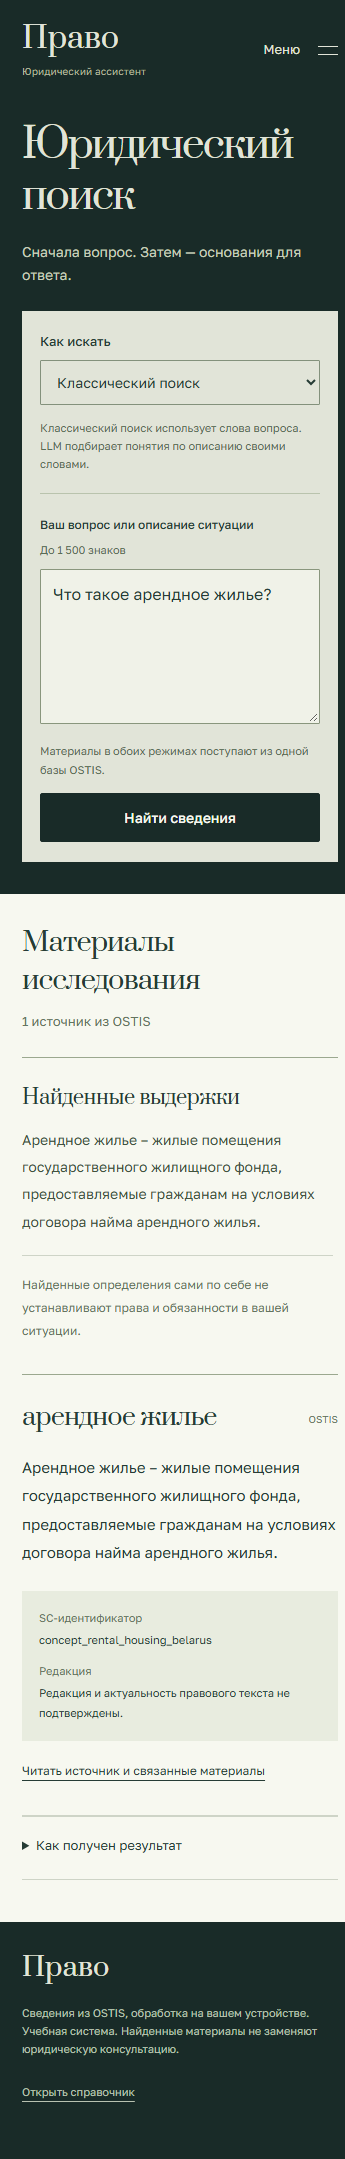 Право
Юридический ассистент
Меню
Юридический
поиск
Сначала вопрос. Затем — основания для
ответа.
Как искать
Классический поиск
Классический поиск использует слова вопроса.
LLM подбирает понятия по описанию своими
словами.
Ваш вопрос или описание ситуации
До 1 500 знаков
Что такое арендное жилье?
Материалы в обоих режимах поступают из одной
базы OSTIS.
Найти сведения
Материалы
исследования
1 источник из OSTIS
Найденные выдержки
Арендное жилье – жилые помещения
государственного жилищного фонда,
предоставляемые гражданам на условиях
договора найма арендного жилья.
Найденные определения сами по себе не
устанавливают права и обязанности в вашей
ситуации.
арендное жилье
OSTIS
Арендное жилье – жилые помещения
государственного жилищного фонда,
предоставляемые гражданам на условиях
договора найма арендного жилья.
SC-идентификатор
concept_rental_housing_belarus
Редакция
Редакция и актуальность правового текста не
подтверждены.
Читать источник и связанные материалы
Как получен результат
Право
Сведения из OSTIS, обработка на вашем устройстве.
Учебная система. Найденные материалы не заменяют
юридическую консультацию.
Открыть справочник